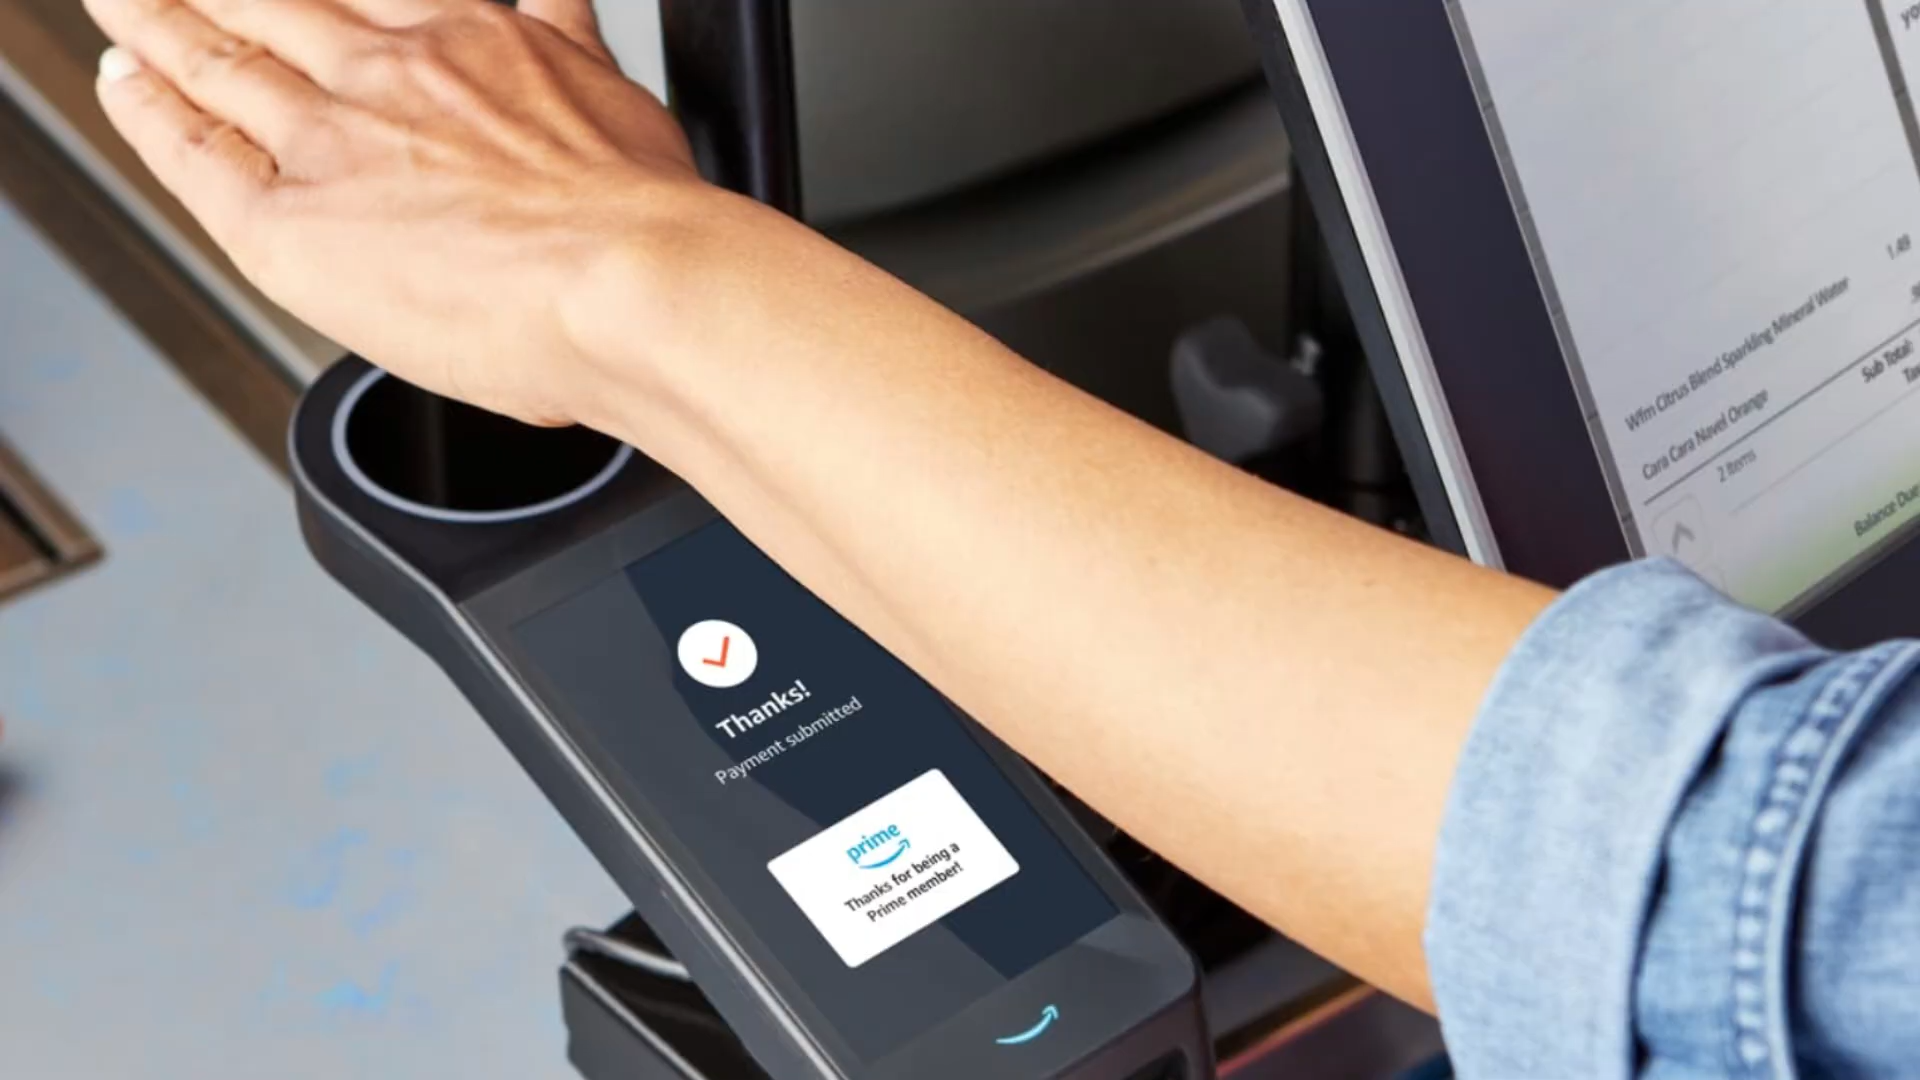 Thanks!
Payment submitted
prime
Thanks for being a
Prime member!
1.49
Wfm Citrus Blend Sparkling Mineral Water
Cara Cara Navel Orange
Sub Total:
2 Items
Balance Due